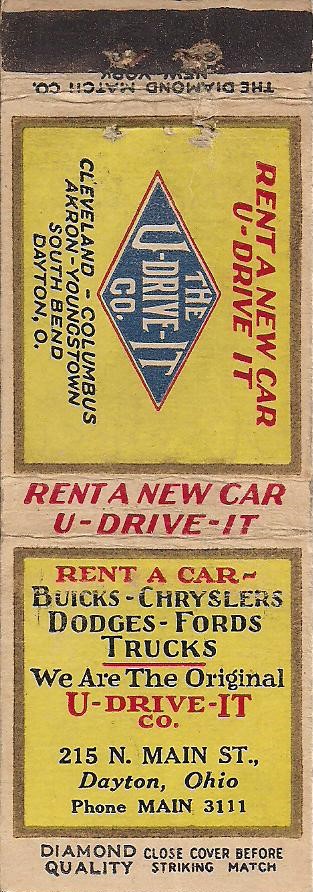 THE DIAMOND MATCH CO.
NEW YORK
RENT A NEW CAR
U-DRIVE IT
THE
U-DRIVE-IT
CO.
CLEVELAND - COLUMBUS
AKRON - YOUNGSTOWN
SOUTH BEND
DAYTON, O.
RENT A NEW CAR
U-DRIVE-IT
RENT A CAR~
BUICKS - CHRYSLERS
DODGES - FORDS
TRUCKS
We Are The Original
U-DRIVE-IT
CO.
215 N. MAIN ST.,
Dayton, Ohio
Phone MAIN 3111
DIAMOND QUALITY
CLOSE COVER BEFORE STRIKING MATCH